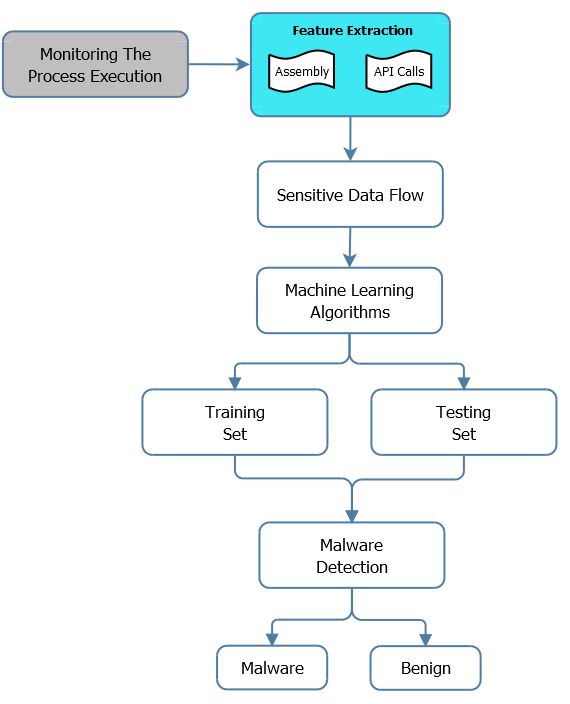 Monitoring The
Process Execution
Feature Extraction
Assembly
API Calls
Sensitive Data Flow
Machine Learning
Algorithms
Training
Set
Testing
Set
Malware
Detection
Malware
Benign